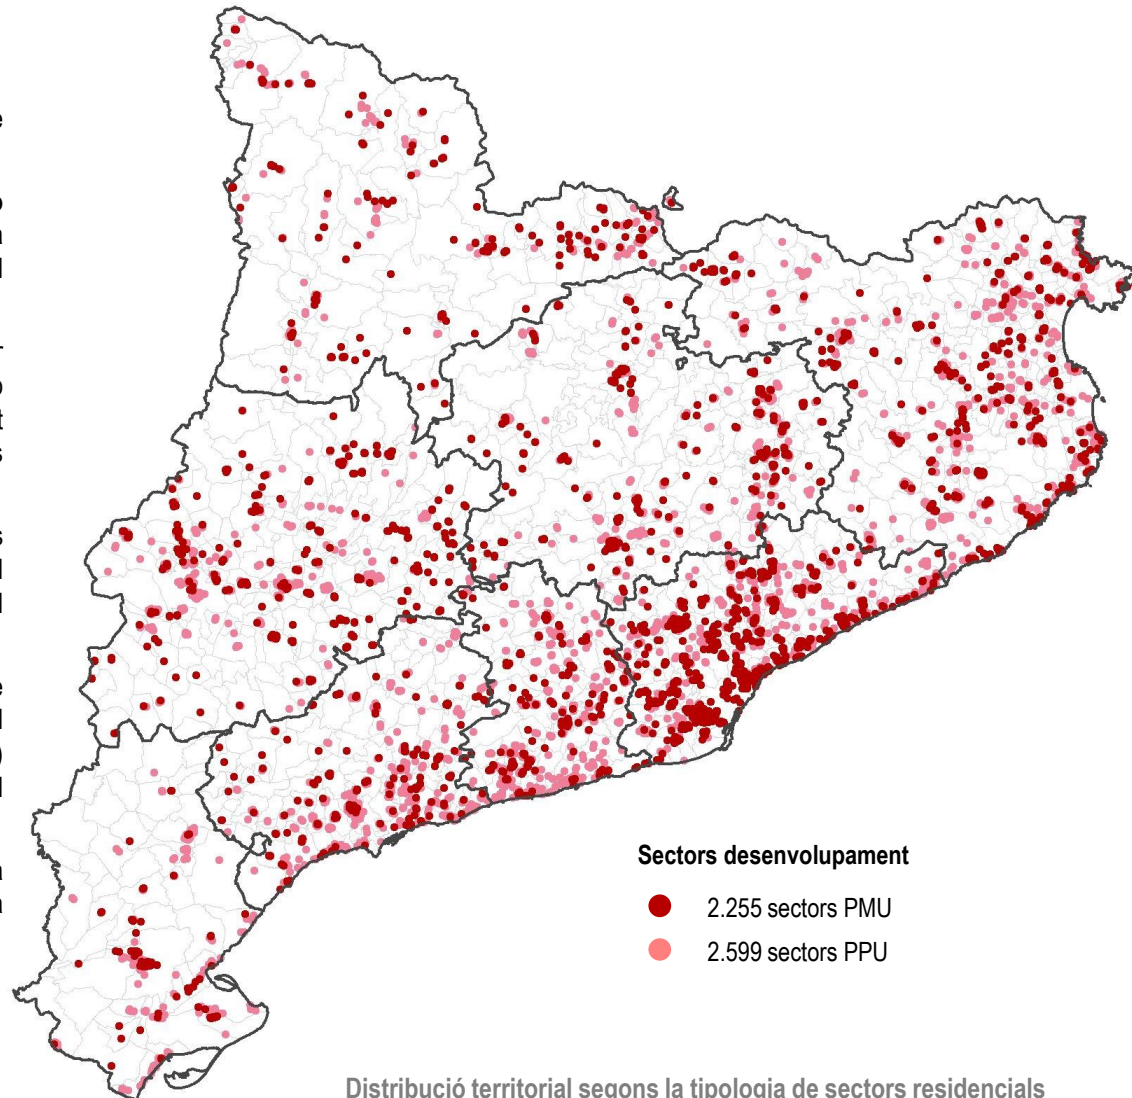 Sectors desenvolupament
2.255 sectors PMU
2.599 sectors PPU
Distribució territorial segons la tipologia de sectors residencials